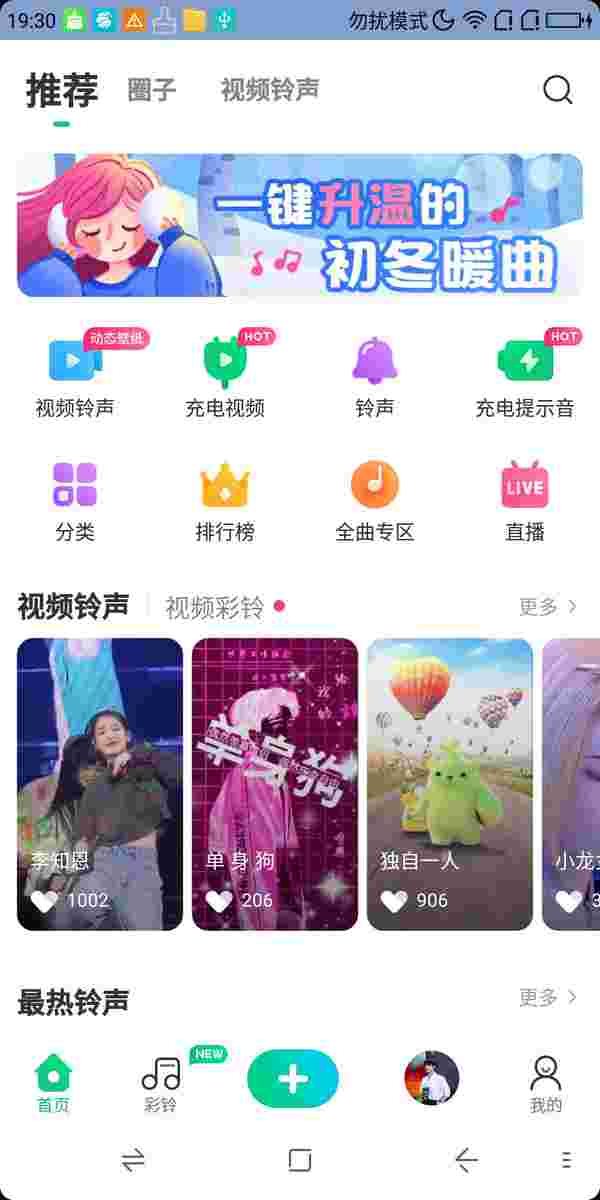 19:30 勿扰模式
推荐 圈子 视频铃声
一键升温的
初冬暖曲
动态壁纸 HOT HOT
视频铃声 充电视频 铃声 充电提示音
LIVE
分类 排行榜 全曲专区 直播
视频铃声 视频彩铃 更多
单身狗
李知恩 单身狗 独自一人 小龙
1002 206 906 3
最热铃声 更多
NEW
首页 彩铃 我的